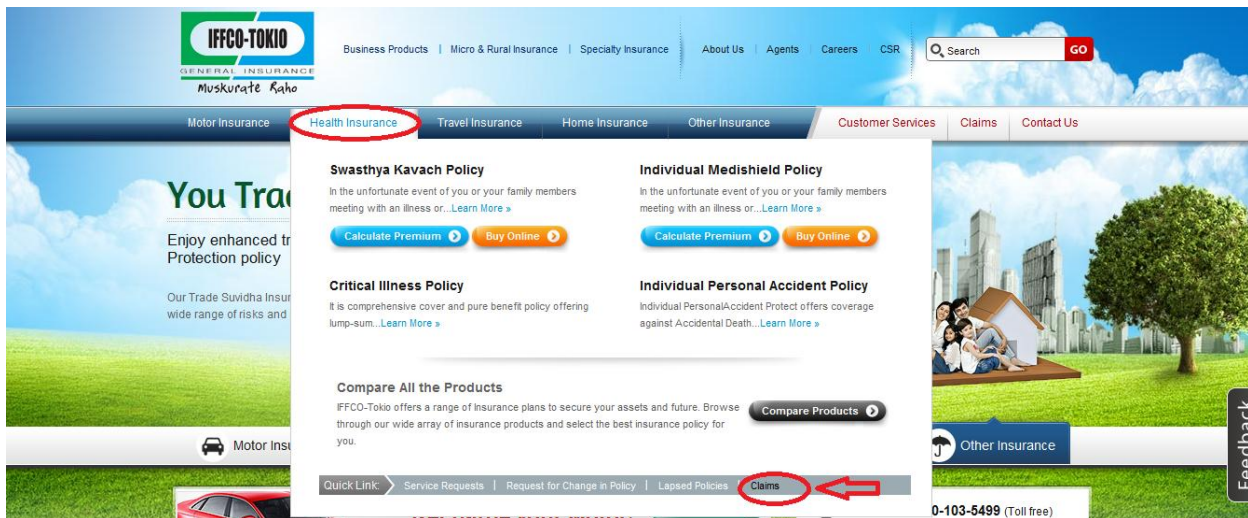 IFFCO-TOKIO
GENERAL INSURANCE
Muskurate Raho
Business Products | Micro & Rural Insurance | Specialty Insurance
About Us Agents Careers CSR
Search GO
Motor Insurance Health Insurance Travel Insurance Home Insurance Other Insurance
Customer Services Claims Contact Us
You Tra
Enjoy enhanced tr
Protection policy
Our Trade Suvidha Insur
wide range of risks and
Swasthya Kavach Policy
In the unfortunate event of you or your family members
meeting with an illness or...Learn More »
Calculate Premium Buy Online
Individual Medishield Policy
In the unfortunate event of you or your family members
meeting with an illness or...Learn More »
Calculate Premium Buy Online
Critical Illness Policy
It is comprehensive cover and pure benefit policy offering
lump-sum...Learn More »
Individual Personal Accident Policy
Individual PersonalAccident Protect offers coverage
against Accidental Death...Learn More »
Compare All the Products
IFFCO-Tokio offers a range of Insurance plans to secure your assets and future. Browse
through our wide array of insurance products and select the best insurance policy for
you.
Compare Products
Motor Insu
Other Insurance
Feedback
Quick Link: Service Requests | Request for Change in Policy | Lapsed Policies | Claims
0-103-5499 (Toll free)